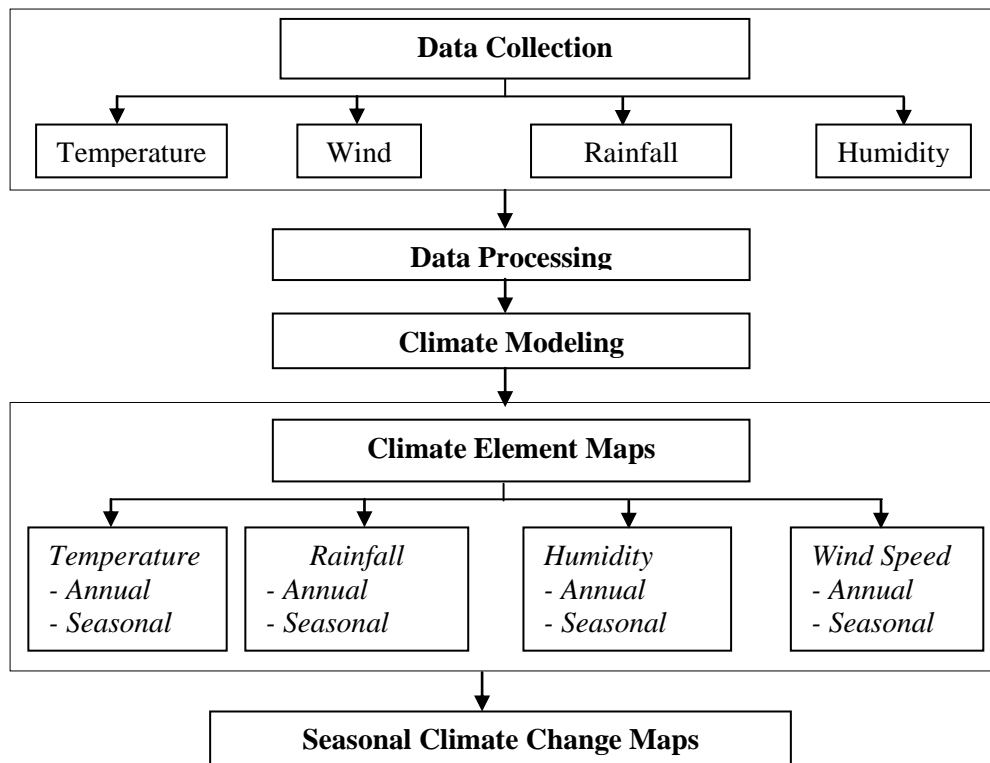 Data Collection
Temperature
Wind
Rainfall
Humidity
Data Processing
Climate Modeling
Climate Element Maps
Temperature
- Annual
- Seasonal
Rainfall
- Annual
- Seasonal
Humidity
- Annual
- Seasonal
Wind Speed
- Annual
- Seasonal
Seasonal Climate Change Maps